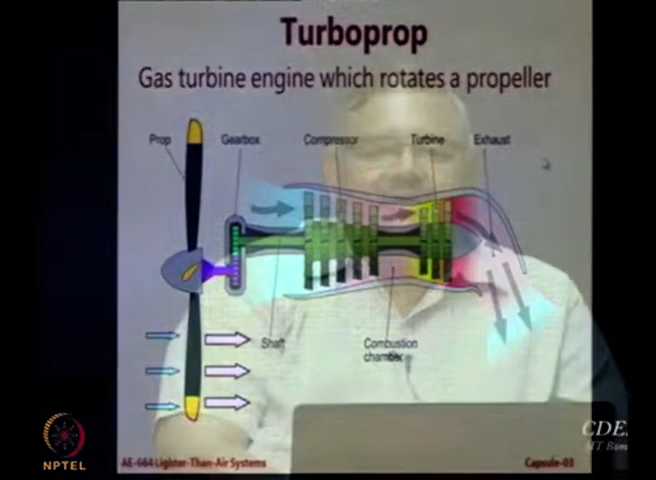 Turboprop
Gas turbine engine which rotates a propeller
Prop
Gearbox
Compressor
Turbine
Exhaust
Shaft
Combustion
chamber
CDE
NPTEL
AE-664 Lighter-Than-Air Systems
Capsule-03